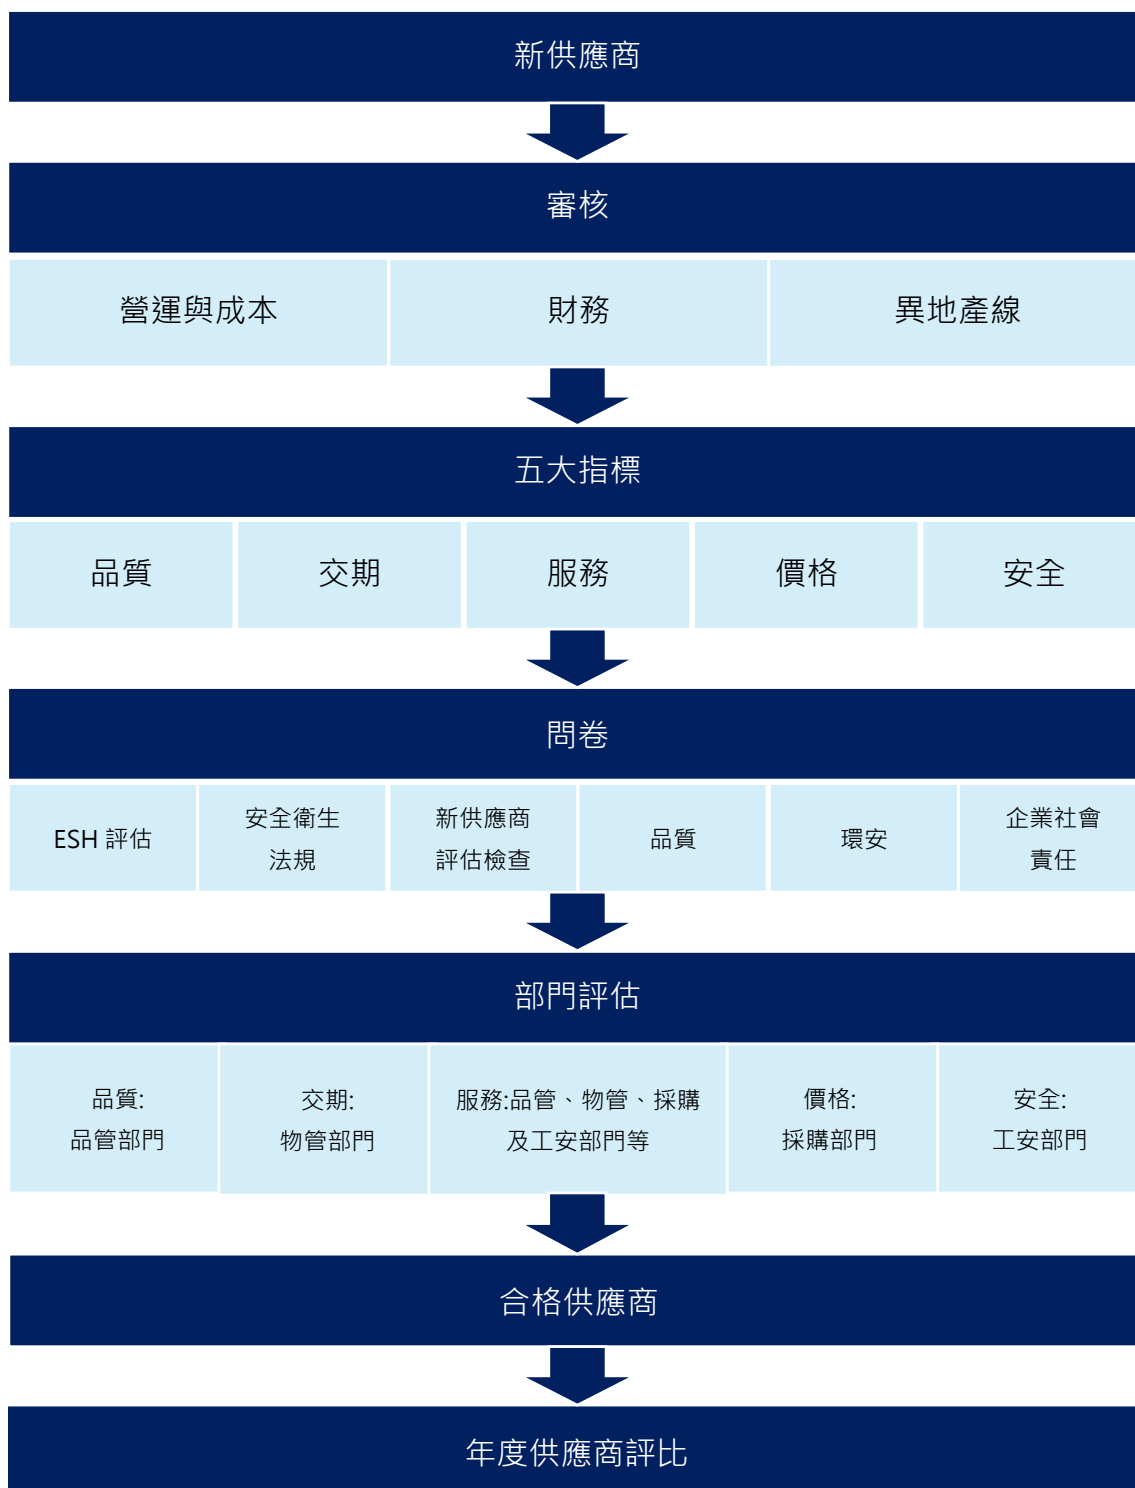 新供應商
審核
營運與成本
財務
異地產線
五大指標
品質
交期
服務
價格
安全
問卷
ESH 評估
安全衛生
法規
新供應商
評估檢查
品質
環安
企業社會
責任
部門評估
品質:
品管部門
交期:
物管部門
服務:品管、物管、採購
及工安部門等
價格:
採購部門
安全:
工安部門
合格供應商
年度供應商評比